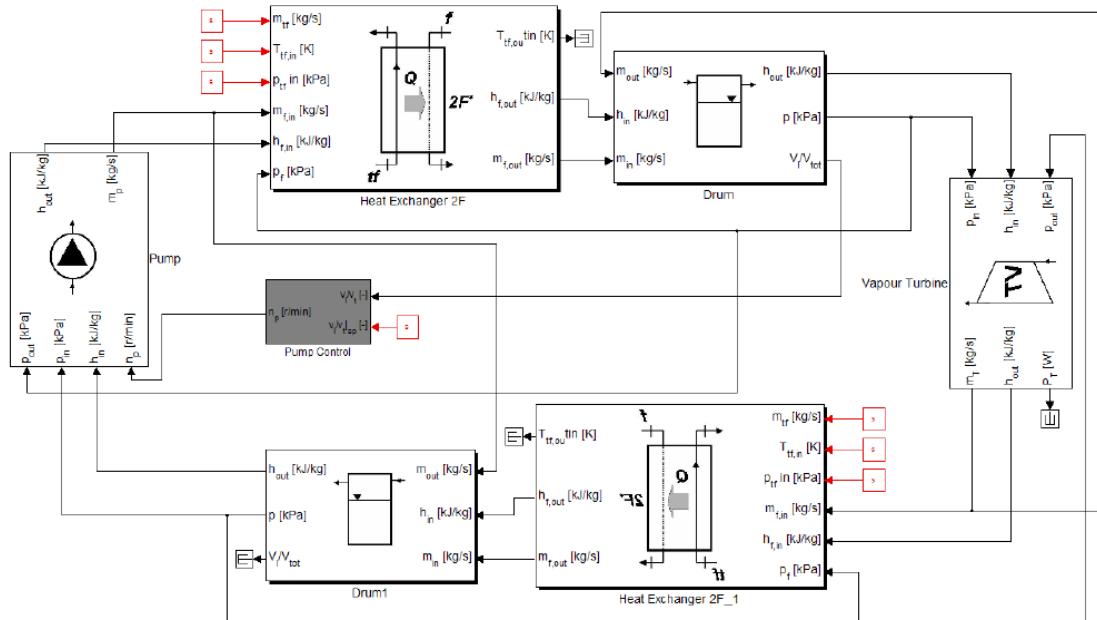 m_tf [kg/s]
T_tf,in [K]
p_tf in [kPa]
m_f,in [kg/s]
h_f,in [kJ/kg]
p_f [kPa]
f
Q
2F*
tf
T_tf,ou tin [K]
h_f,out [kJ/kg]
m_f,out [kg/s]
Heat Exchanger 2F
m_out [kg/s]
h_in [kJ/kg]
m_in [kg/s]
h_out [kJ/kg]
p [kPa]
V_l/V_tot
Drum
h_out [kJ/kg]
m_p [kg/s]
Pump
p_out [kPa]
p_in [kPa]
h_in [kJ/kg]
n_p [r/min]
n_p [r/min]
v_l/v_t [-]
v_l/v_t|_sp [-]
Pump Control
p_in [kPa]
h_in [kJ/kg]
p_out [kPa]
Vapour Turbine
TV
m_T [kg/s]
h_out [kJ/kg]
P_T [W]
h_out [kJ/kg]
p [kPa]
V_l/V_tot
m_out [kg/s]
h_in [kJ/kg]
m_in [kg/s]
Drum1
T_tf,ou tin [K]
h_f,out [kJ/kg]
m_f,out [kg/s]
f
Q
2F*
tf
m_tf [kg/s]
T_tf,in [K]
p_tf in [kPa]
m_f,in [kg/s]
h_f,in [kJ/kg]
p_f [kPa]
Heat Exchanger 2F_1